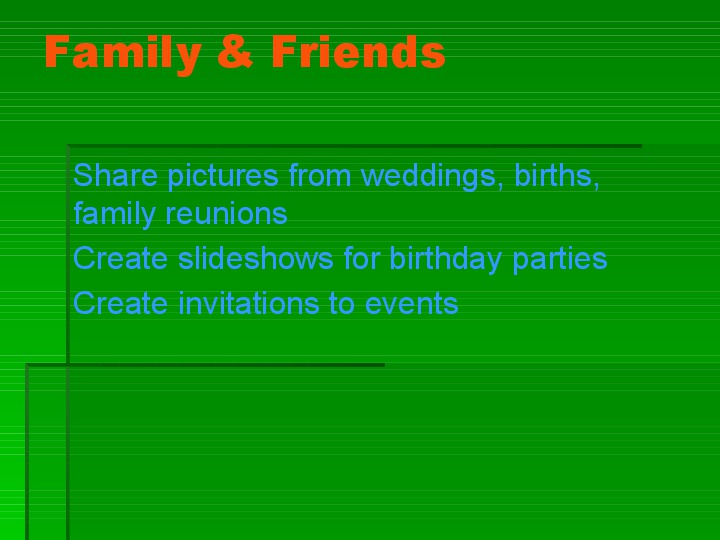 Family & Friends
Share pictures from weddings, births,
family reunions
Create slideshows for birthday parties
Create invitations to events